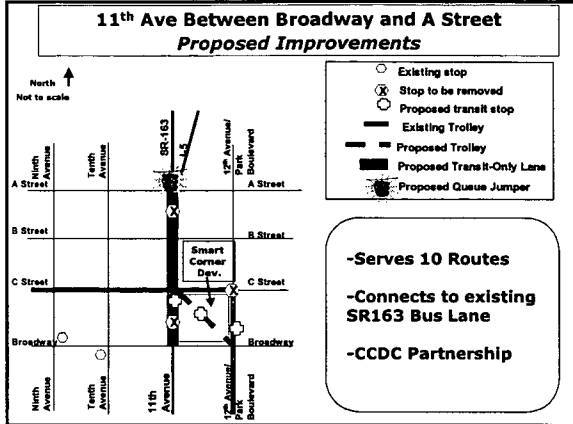 11th Ave Between Broadway and A Street
Proposed Improvements
North
Not to scale
Existing stop
Stop to be removed
Proposed transit stop
Existing Trolley
Proposed Trolley
Proposed Transit-Only Lane
Proposed Queue Jumper
Ninth
Avenue
Tenth
Avenue
SR-163
I-5
12th Avenue/
Park
Boulevard
A Street
A Street
B Street
B Street
Smart
Corner
Dev.
C Street
C Street
Broadway
Broadway
Ninth
Avenue
Tenth
Avenue
11th
Avenue
12th Avenue/
Park
Boulevard
-Serves 10 Routes
-Connects to existing
SR163 Bus Lane
-CCDC Partnership